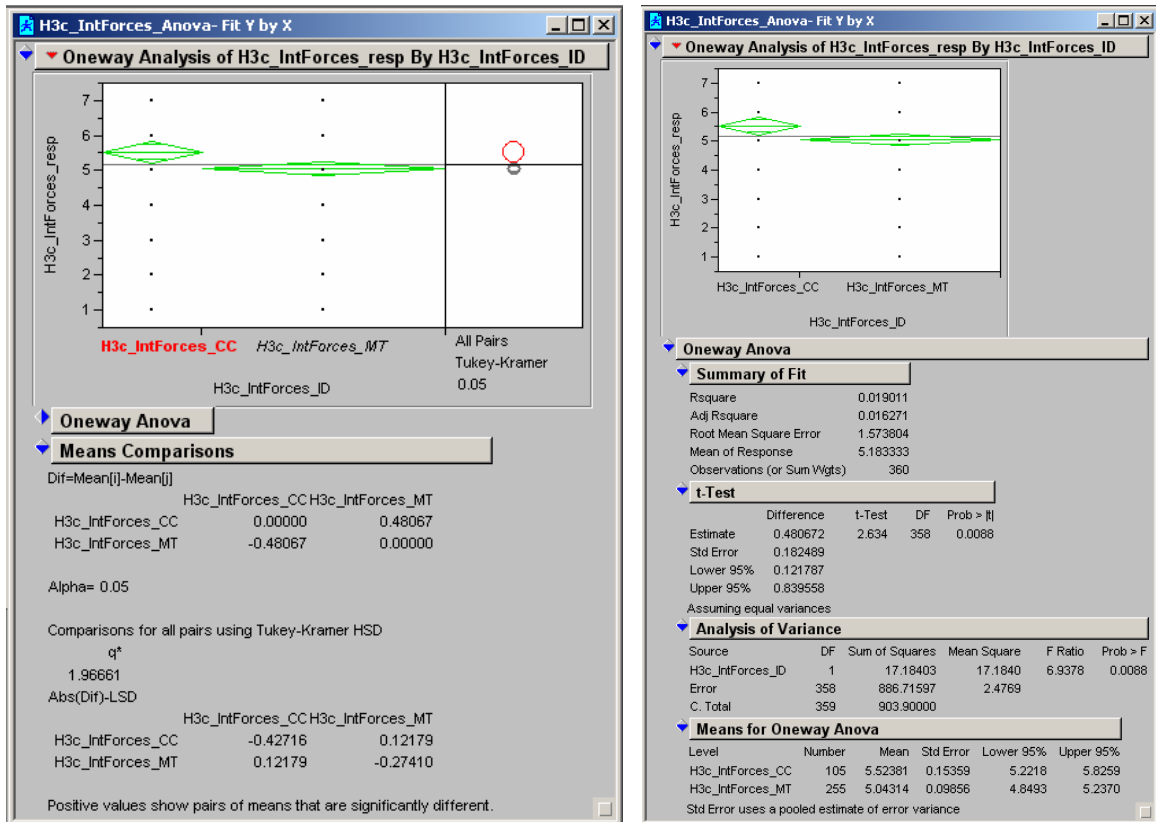 H3c_IntForces_Anova- Fit Y by X
Oneway Analysis of H3c_IntForces_resp By H3c_IntForces_ID
7
6
5
4
3
2
1
H3c_IntForces_resp
H3c_IntForces_CC H3c_IntForces_MT All Pairs
Tukey-Kramer
0.05
H3c_IntForces_ID
Oneway Anova
Means Comparisons
Dif=Mean[i]-Mean[j]
H3c_IntForces_CC H3c_IntForces_MT
H3c_IntForces_CC 0.00000 0.48067
H3c_IntForces_MT -0.48067 0.00000
Alpha= 0.05
Comparisons for all pairs using Tukey-Kramer HSD
q*
1.96661
Abs(Dif)-LSD
H3c_IntForces_CC H3c_IntForces_MT
H3c_IntForces_CC -0.42716 0.12179
H3c_IntForces_MT 0.12179 -0.27410
Positive values show pairs of means that are significantly different.
H3c_IntForces_Anova- Fit Y by X
Oneway Analysis of H3c_IntForces_resp By H3c_IntForces_ID
7
6
5
4
3
2
1
H3c_IntForces_resp
H3c_IntForces_CC H3c_IntForces_MT
H3c_IntForces_ID
Oneway Anova
Summary of Fit
Rsquare 0.019011
Adj Rsquare 0.016271
Root Mean Square Error 1.573804
Mean of Response 5.183333
Observations (or Sum Wgts) 360
t-Test
Difference t-Test DF Prob > |t|
Estimate 0.480672 2.634 358 0.0088
Std Error 0.182489
Lower 95% 0.121787
Upper 95% 0.839558
Assuming equal variances
Analysis of Variance
Source DF Sum of Squares Mean Square F Ratio Prob > F
H3c_IntForces_ID 1 17.18403 17.1840 6.9378 0.0088
Error 358 886.71597 2.4769
C. Total 359 903.90000
Means for Oneway Anova
Level Number Mean Std Error Lower 95% Upper 95%
H3c_IntForces_CC 105 5.52381 0.15359 5.2218 5.8259
H3c_IntForces_MT 255 5.04314 0.09856 4.8493 5.2370
Std Error uses a pooled estimate of error variance